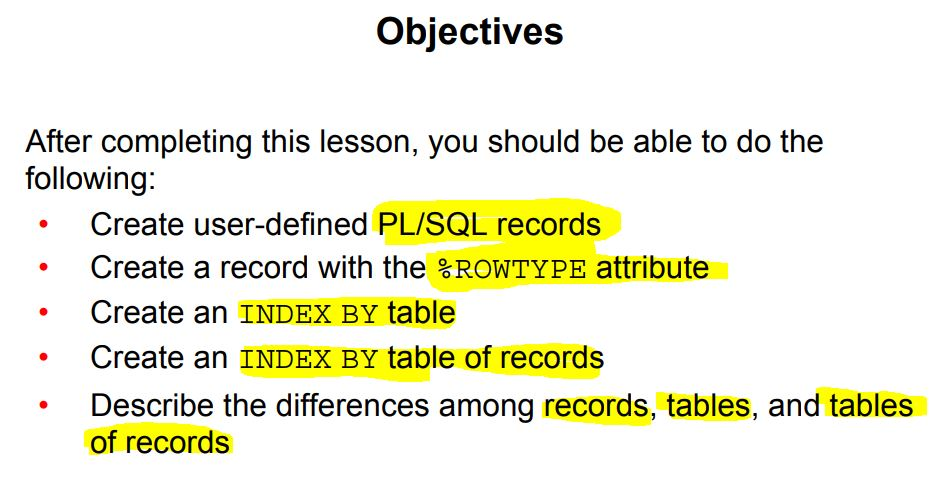 Objectives
After completing this lesson, you should be able to do the
following:
• Create user-defined PL/SQL records
• Create a record with the %ROWTYPE attribute
• Create an INDEX BY table
• Create an INDEX BY table of records
• Describe the differences among records, tables, and tables
of records